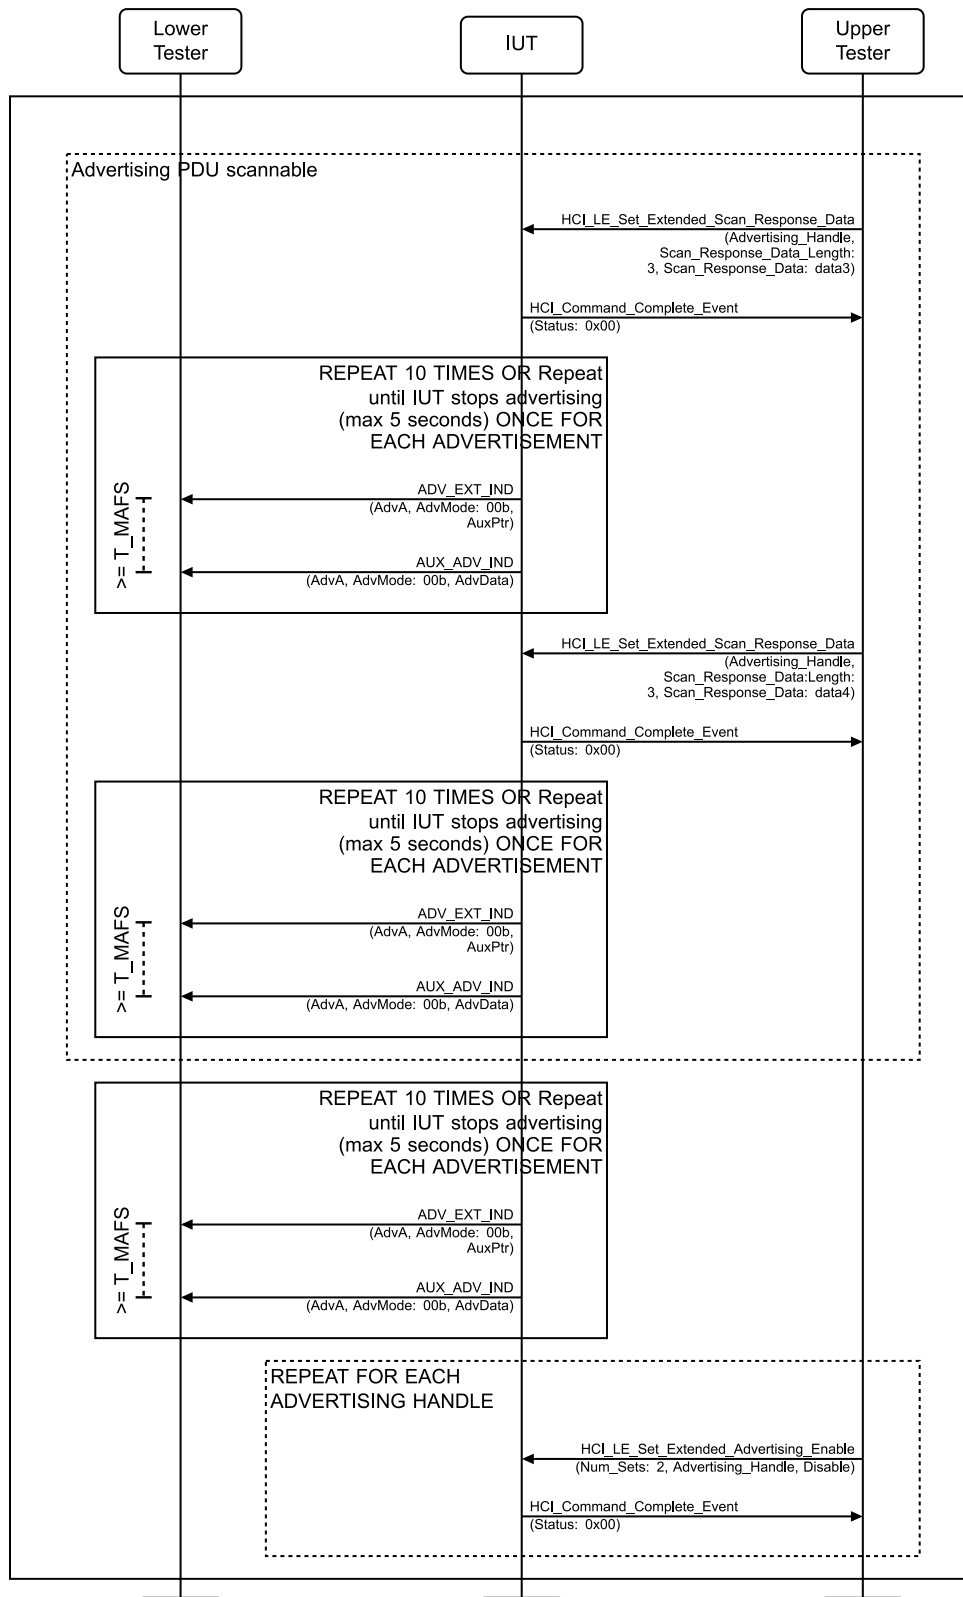 Lower
Tester
IUT
Upper
Tester
Advertising PDU scannable
HCI_LE_Set_Extended_Scan_Response_Data
(Advertising_Handle,
Scan_Response_Data_Length:
3, Scan_Response_Data: data3)
HCI_Command_Complete_Event
(Status: 0x00)
REPEAT 10 TIMES OR Repeat
until IUT stops advertising
(max 5 seconds) ONCE FOR
EACH ADVERTISEMENT
>= T_MAFS
ADV_EXT_IND
(AdvA, AdvMode: 00b,
AuxPtr)
AUX_ADV_IND
(AdvA, AdvMode: 00b, AdvData)
HCI_LE_Set_Extended_Scan_Response_Data
(Advertising_Handle,
Scan_Response_Data:Length:
3, Scan_Response_Data: data4)
HCI_Command_Complete_Event
(Status: 0x00)
REPEAT 10 TIMES OR Repeat
until IUT stops advertising
(max 5 seconds) ONCE FOR
EACH ADVERTISEMENT
>= T_MAFS
ADV_EXT_IND
(AdvA, AdvMode: 00b,
AuxPtr)
AUX_ADV_IND
(AdvA, AdvMode: 00b, AdvData)
REPEAT 10 TIMES OR Repeat
until IUT stops advertising
(max 5 seconds) ONCE FOR
EACH ADVERTISEMENT
>= T_MAFS
ADV_EXT_IND
(AdvA, AdvMode: 00b,
AuxPtr)
AUX_ADV_IND
(AdvA, AdvMode: 00b, AdvData)
REPEAT FOR EACH
ADVERTISING HANDLE
HCI_LE_Set_Extended_Advertising_Enable
(Num_Sets: 2, Advertising_Handle, Disable)
HCI_Command_Complete_Event
(Status: 0x00)